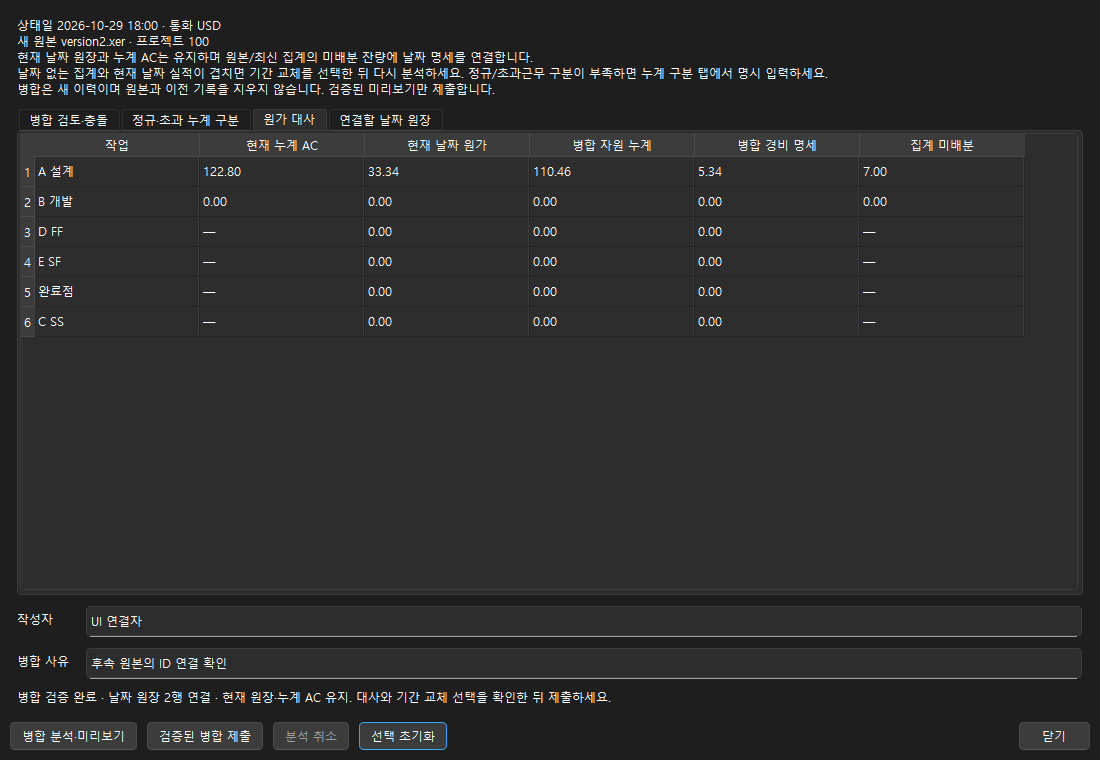 상태일 2026-10-29 18:00 · 통화 USD
새 원본 version2.xer · 프로젝트 100
현재 날짜 원장과 누계 AC는 유지하며 원본/최신 집계의 미배분 잔량에 날짜 명세를 연결합니다.
날짜 없는 집계와 현재 날짜 실적이 겹치면 기간 교체를 선택한 뒤 다시 분석하세요. 정규/초과근무 구분이 부족하면 누계 구분 탭에서 명시 입력하세요.
병합은 새 이력이며 원본과 이전 기록을 지우지 않습니다. 검증된 미리보기만 제출합니다.
병합 검토·충돌 정규·초과 누계 구분 원가 대사 연결할 날짜 원장
작업 현재 누계 AC 현재 날짜 원가 병합 자원 누계 병합 경비 명세 집계 미배분
1 A 설계 122.80 33.34 110.46 5.34 7.00
2 B 개발 0.00 0.00 0.00 0.00 0.00
3 D FF — 0.00 0.00 0.00 —
4 E SF — 0.00 0.00 0.00 —
5 완료점 — 0.00 0.00 0.00 —
6 C SS — 0.00 0.00 0.00 —
작성자 UI 연결자
병합 사유 후속 원본의 ID 연결 확인
병합 검증 완료 · 날짜 원장 2행 연결 · 현재 원장·누계 AC 유지. 대사와 기간 교체 선택을 확인한 뒤 제출하세요.
병합 분석·미리보기 검증된 병합 제출 분석 취소 선택 초기화 닫기